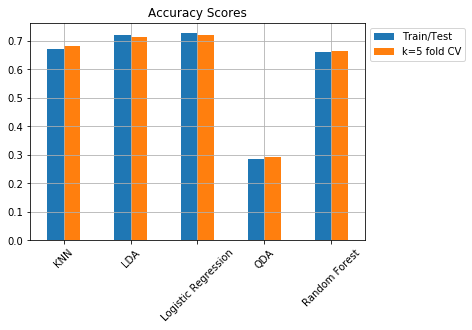 Accuracy Scores
0.7
0.6
0.5
0.4
0.3
0.2
0.1
0.0
KNN
LDA
Logistic Regression
QDA
Random Forest
Train/Test
k=5 fold CV